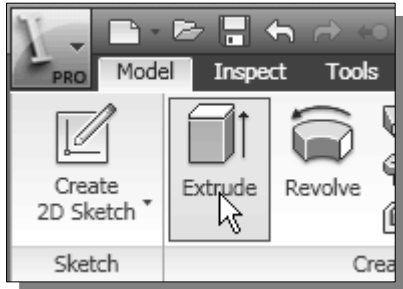 PRO
Model Inspect Tools
Create
2D Sketch
Extrude
Revolve
Sketch
Crea